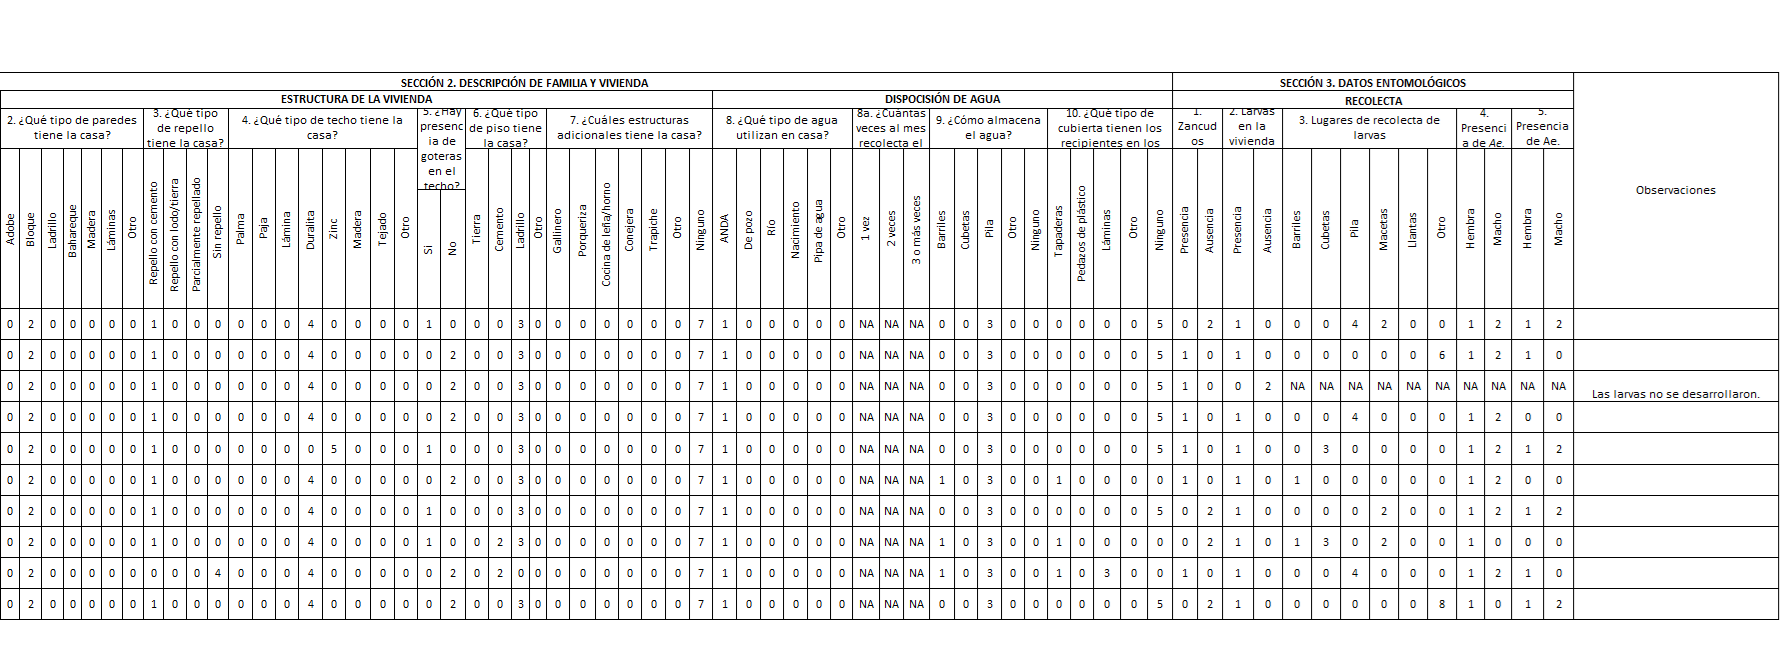 SECCIÓN 2. DESCRIPCIÓN DE FAMILIA Y VIVIENDA
SECCIÓN 3. DATOS ENTOMOLÓGICOS
ESTRUCTURA DE LA VIVIENDA
DISPOCISIÓN DE AGUA
RECOLECTA
2. ¿Qué tipo de paredes
tiene la casa?
3. ¿Qué tipo
de repello
tiene la casa?
4. ¿Qué tipo de techo tiene la
casa?
5. ¿Hay
presenc
ia de
goteras
en el
techo?
6. ¿Qué tipo
de piso tiene
la casa?
7. ¿Cuáles estructuras
adicionales tiene la casa?
8. ¿Qué tipo de agua
utilizan en casa?
8a. ¿Cuántas
veces al mes
recolecta el
9. ¿Cómo almacena
el agua?
10. ¿Qué tipo de
cubierta tienen los
recipientes en los
1.
Zancud
os
2. Larvas
en la
vivienda
3. Lugares de recolecta de
larvas
4.
Presenci
a de Ae.
5.
Presencia
de Ae.
Observaciones
Adobe
Bloque
Ladrillo
Bahareque
Madera
Láminas
Otro
Repello con cemento
Repello con lodo/tierra
Parcialmente repellado
Sin repello
Palma
Paja
Lámina
Duralita
Zinc
Madera
Tejado
Otro
Si
No
Tierra
Cemento
Ladrillo
Otro
Gallinero
Porqueriza
Cocina de leña/horno
Conejera
Trapiche
Otro
Ninguno
ANDA
De pozo
Río
Nacimiento
Pipa de agua
Otro
1 vez
2 veces
3 o más veces
Barriles
Cubetas
Pila
Otro
Ninguno
Tapaderas
Pedazos de plástico
Láminas
Otro
Ninguno
Presencia
Ausencia
Presencia
Ausencia
Barriles
Cubetas
Pila
Macetas
Llantas
Otro
Hembra
Macho
Hembra
Macho
0 2 0 0 0 0 0 1 0 0 0 0 0 0 4 0 0 0 0 1 0 0 0 3 0 0 0 0 0 0 0 7 1 0 0 0 0 0 NA NA NA 0 0 3 0 0 0 0 0 0 5 0 2 1 0 0 0 4 2 0 0 1 2 1 2
0 2 0 0 0 0 0 1 0 0 0 0 0 0 4 0 0 0 0 0 2 0 0 3 0 0 0 0 0 0 0 7 1 0 0 0 0 0 NA NA NA 0 0 3 0 0 0 0 0 0 5 1 0 1 0 0 0 0 0 0 6 1 2 1 0
0 2 0 0 0 0 0 1 0 0 0 0 0 0 4 0 0 0 0 0 2 0 0 3 0 0 0 0 0 0 0 7 1 0 0 0 0 0 NA NA NA 0 0 3 0 0 0 0 0 0 5 1 0 0 2 NA NA NA NA NA NA NA NA NA NA Las larvas no se desarrollaron.
0 2 0 0 0 0 0 1 0 0 0 0 0 0 4 0 0 0 0 0 2 0 0 3 0 0 0 0 0 0 0 7 1 0 0 0 0 0 NA NA NA 0 0 3 0 0 0 0 0 0 5 1 0 1 0 0 0 4 0 0 0 1 2 0 0
0 2 0 0 0 0 0 1 0 0 0 0 0 0 0 5 0 0 0 1 0 0 0 3 0 0 0 0 0 0 0 7 1 0 0 0 0 0 NA NA NA 0 0 3 0 0 0 0 0 0 5 1 0 1 0 0 3 0 0 0 0 1 2 1 2
0 2 0 0 0 0 0 1 0 0 0 0 0 0 4 0 0 0 0 0 2 0 0 3 0 0 0 0 0 0 0 7 1 0 0 0 0 0 NA NA NA 1 0 3 0 0 1 0 0 0 0 1 0 1 0 1 0 0 0 0 0 1 2 0 0
0 2 0 0 0 0 0 1 0 0 0 0 0 0 4 0 0 0 0 1 0 0 0 3 0 0 0 0 0 0 0 7 1 0 0 0 0 0 NA NA NA 0 0 3 0 0 0 0 0 0 5 0 2 1 0 0 0 0 2 0 0 1 2 1 2
0 2 0 0 0 0 0 1 0 0 0 0 0 0 4 0 0 0 0 1 0 0 2 3 0 0 0 0 0 0 0 7 1 0 0 0 0 0 NA NA NA 1 0 3 0 0 1 0 0 0 0 0 2 1 0 1 3 0 2 0 0 1 0 0 0
0 2 0 0 0 0 0 0 0 0 4 0 0 0 4 0 0 0 0 0 2 0 2 0 0 0 0 0 0 0 0 7 1 0 0 0 0 0 NA NA NA 1 0 3 0 0 1 0 3 0 0 1 0 1 0 0 0 4 0 0 0 1 2 1 0
0 2 0 0 0 0 0 1 0 0 0 0 0 0 4 0 0 0 0 0 2 0 0 3 0 0 0 0 0 0 0 7 1 0 0 0 0 0 NA NA NA 0 0 3 0 0 0 0 0 0 5 0 2 1 0 0 0 0 0 0 8 1 0 1 2